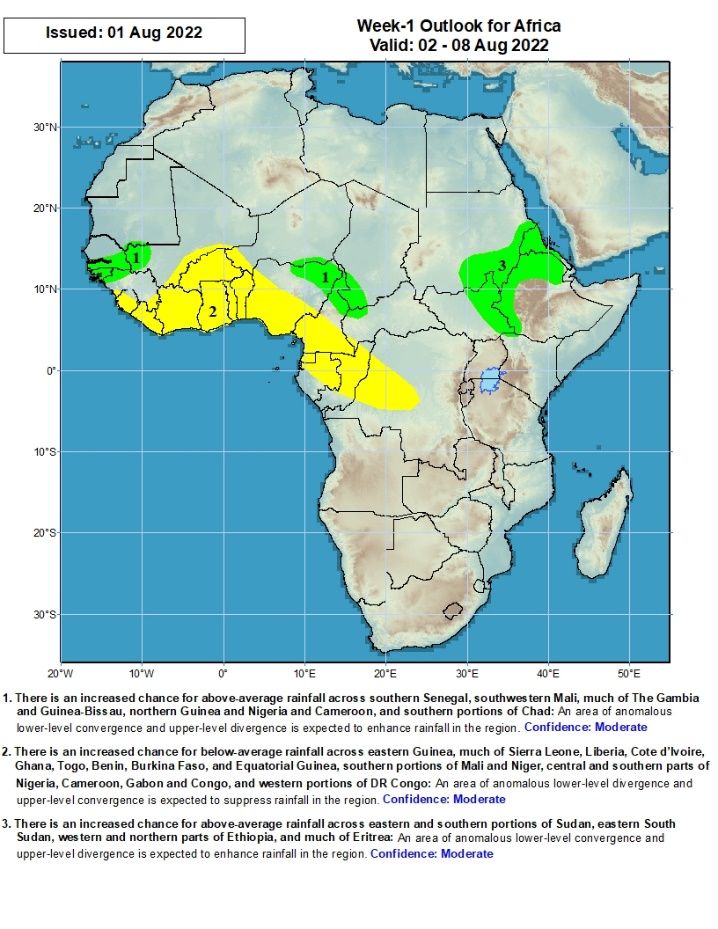 Issued: 01 Aug 2022
Week-1 Outlook for Africa
Valid: 02 - 08 Aug 2022
30°N
20°N
10°N
0°
10°S
20°S
30°S
1
2
1
3
20°W
10°W
0°
10°E
20°E
30°E
40°E
50°E
1. There is an increased chance for above-average rainfall across southern Senegal, southwestern Mali, much of The Gambia
and Guinea-Bissau, northern Guinea and Nigeria and Cameroon, and southern portions of Chad: An area of anomalous
lower-level convergence and upper-level divergence is expected to enhance rainfall in the region. Confidence: Moderate
2. There is an increased chance for below-average rainfall across eastern Guinea, much of Sierra Leone, Liberia, Cote d'Ivoire,
Ghana, Togo, Benin, Burkina Faso, and Equatorial Guinea, southern portions of Mali and Niger, central and southern parts of
Nigeria, Cameroon, Gabon and Congo, and western portions of DR Congo: An area of anomalous lower-level divergence and
upper-level convergence is expected to suppress rainfall in the region. Confidence: Moderate
3. There is an increased chance for above-average rainfall across eastern and southern portions of Sudan, eastern South
Sudan, western and northern parts of Ethiopia, and much of Eritrea: An area of anomalous lower-level convergence and
upper-level divergence is expected to enhance rainfall in the region. Confidence: Moderate